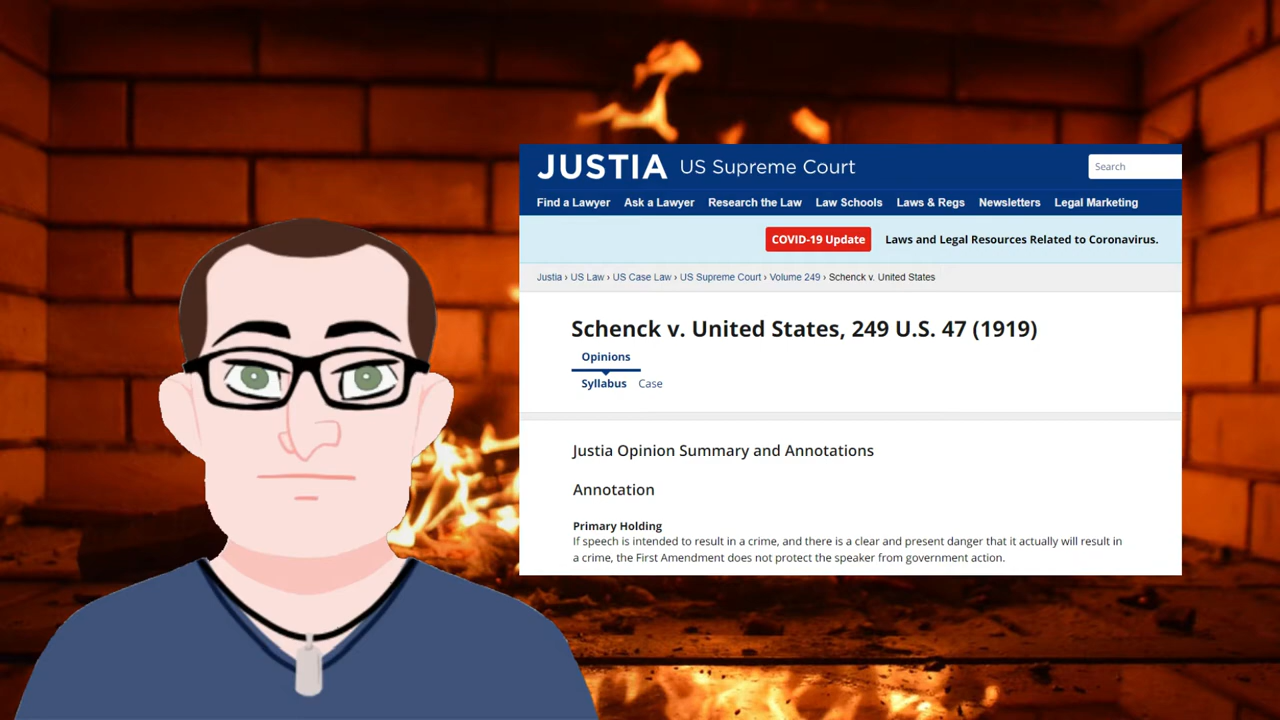 JUSTIA US Supreme Court
Search
Find a Lawyer Ask a Lawyer Research the Law Law Schools Laws & Regs Newsletters Legal Marketing
COVID-19 Update Laws and Legal Resources Related to Coronavirus.
Justia › US Law › US Case Law › US Supreme Court › Volume 249 › Schenck v. United States
Schenck v. United States, 249 U.S. 47 (1919)
Opinions
Syllabus Case
Justia Opinion Summary and Annotations
Annotation
Primary Holding
If speech is intended to result in a crime, and there is a clear and present danger that it actually will result in
a crime, the First Amendment does not protect the speaker from government action.